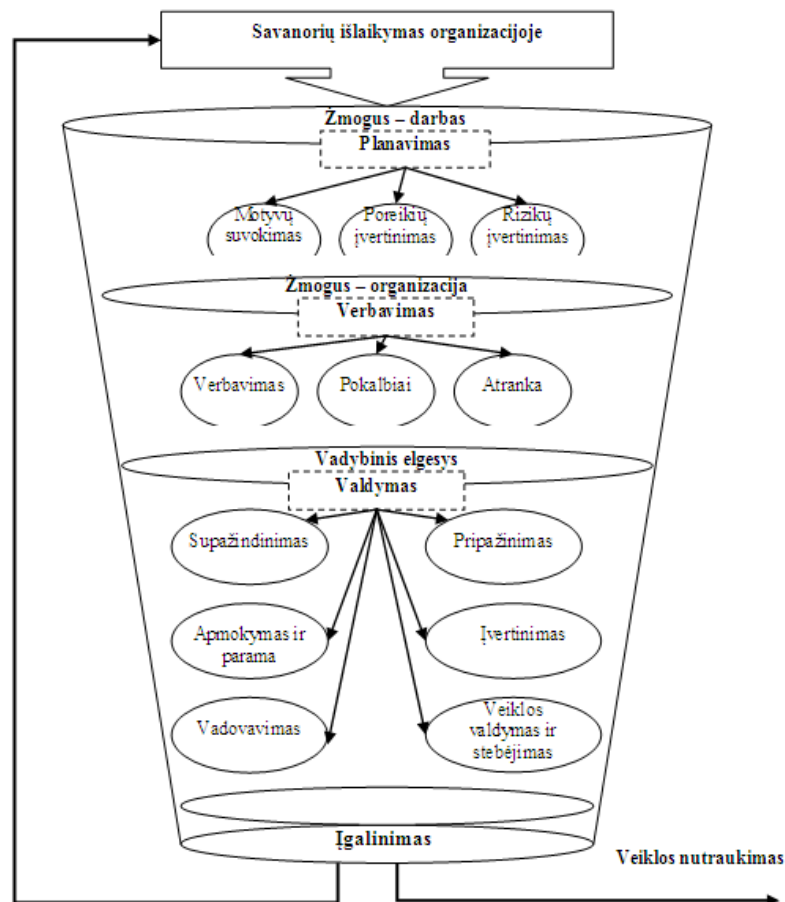 Savanorių išlaikymas organizacijoje
Žmogus – darbas
Planavimas
Motyvų
suvokimas
Poreikių
įvertinimas
Rizikų
įvertinimas
Žmogus – organizacija
Verbavimas
Verbavimas
Pokalbiai
Atranka
Vadybinis elgesys
Valdymas
Supažindinimas
Pripažinimas
Apmokymas ir
parama
Įvertinimas
Vadovavimas
Veiklos
valdymas ir
stebėjimas
Įgalinimas
Veiklos nutraukimas